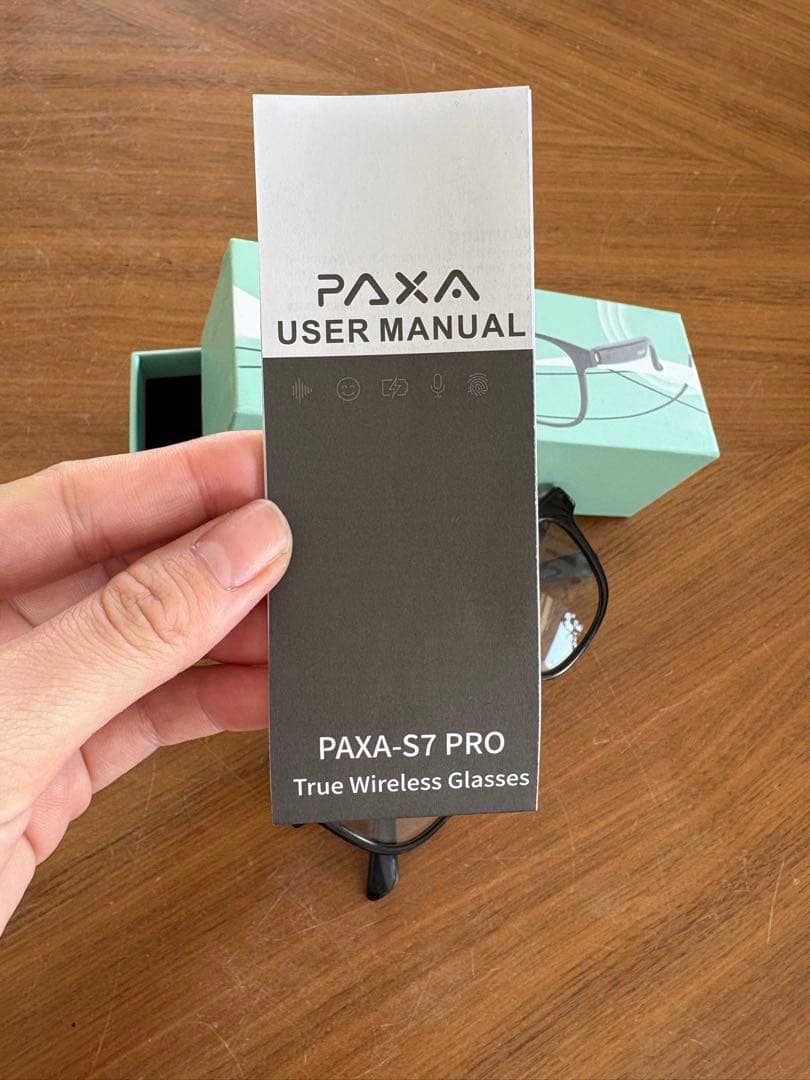 PAXA
USER MANUAL
PAXA-S7 PRO
True Wireless Glasses